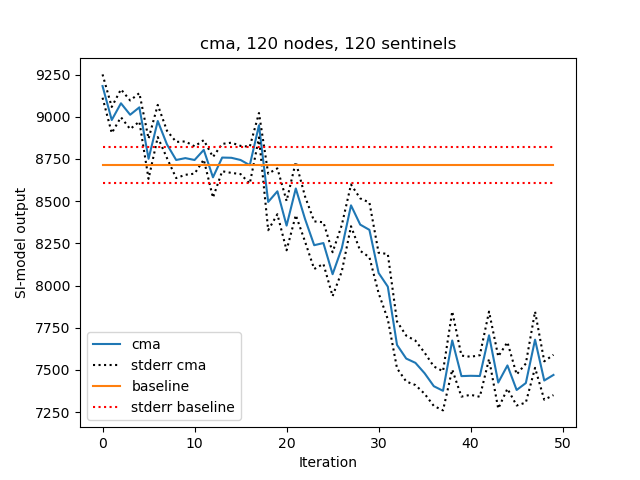 cma, 120 nodes, 120 sentinels
SI-model output
9250
9000
8750
8500
8250
8000
7750
7500
7250
cma
stderr cma
baseline
stderr baseline
0 10 20 30 40 50
Iteration